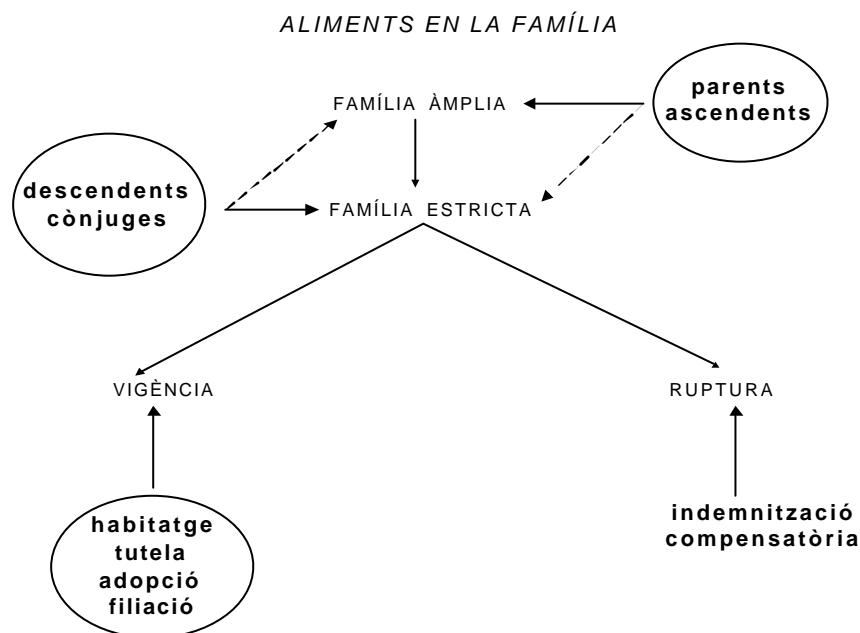 ALIMENTS EN LA FAMÍLIA
FAMÍLIA ÀMPLIA
parents
ascendents
descendents
cònjuges
FAMÍLIA ESTRICTA
VIGÈNCIA
RUPTURA
habitatge
tutela
adopció
filiació
indemnització
compensatòria